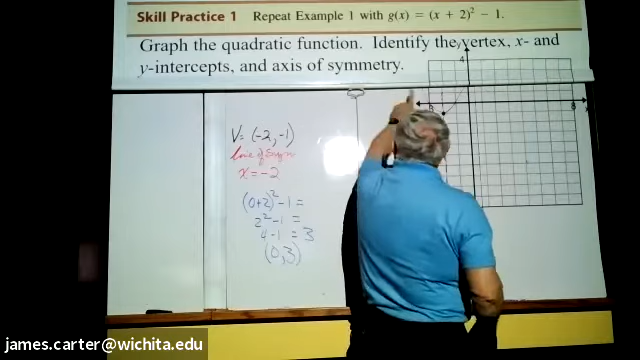 Skill Practice 1 Repeat Example 1 with g(x) = (x + 2)² − 1.
Graph the quadratic function. Identify the vertex, x- and
y-intercepts, and axis of symmetry.
y
4
8
V= (-2,-1)
line of Sym
x = -2
(0+2)² -1 =
2² -1 =
4 -1 = 3
(0,3)
james.carter@wichita.edu